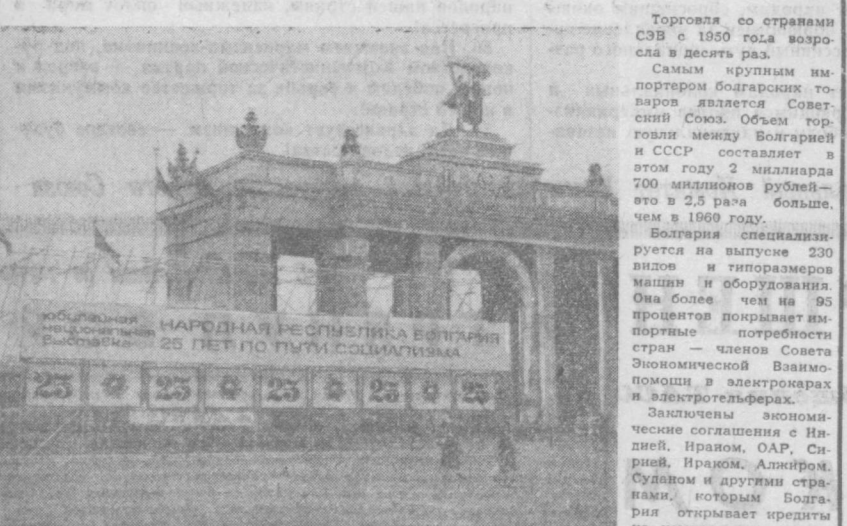 юбилейная
национальная
выставка
НАРОДНАЯ РЕСПУБЛИКА БОЛГАРИЯ
25 ЛЕТ ПО ПУТИ СОЦИАЛИЗМА
25 25 25 25 25
Торговля со странами
СЭВ с 1950 года возро-
сла в десять раз.
Самым крупным им-
портером болгарских то-
варов является Совет-
ский Союз. Объем тор-
говли между Болгарией
и СССР составляет в
этом году 2 миллиарда
700 миллионов рублей—
это в 2,5 раза больше,
чем в 1960 году.
Болгария специализи-
руется на выпуске 230
видов и типоразмеров
машин и оборудования.
Она более чем на 95
процентов покрывает им-
портные потребности
стран — членов Совета
Экономической Взаимо-
помощи в электрокарах
и электротельферах.
Заключены экономи-
ческие соглашения с Ин-
дией, Ираном, ОАР, Си-
рией, Ираком, Алжиром,
Суданом и другими стра-
нами, которым Болга-
рия открывает кредиты